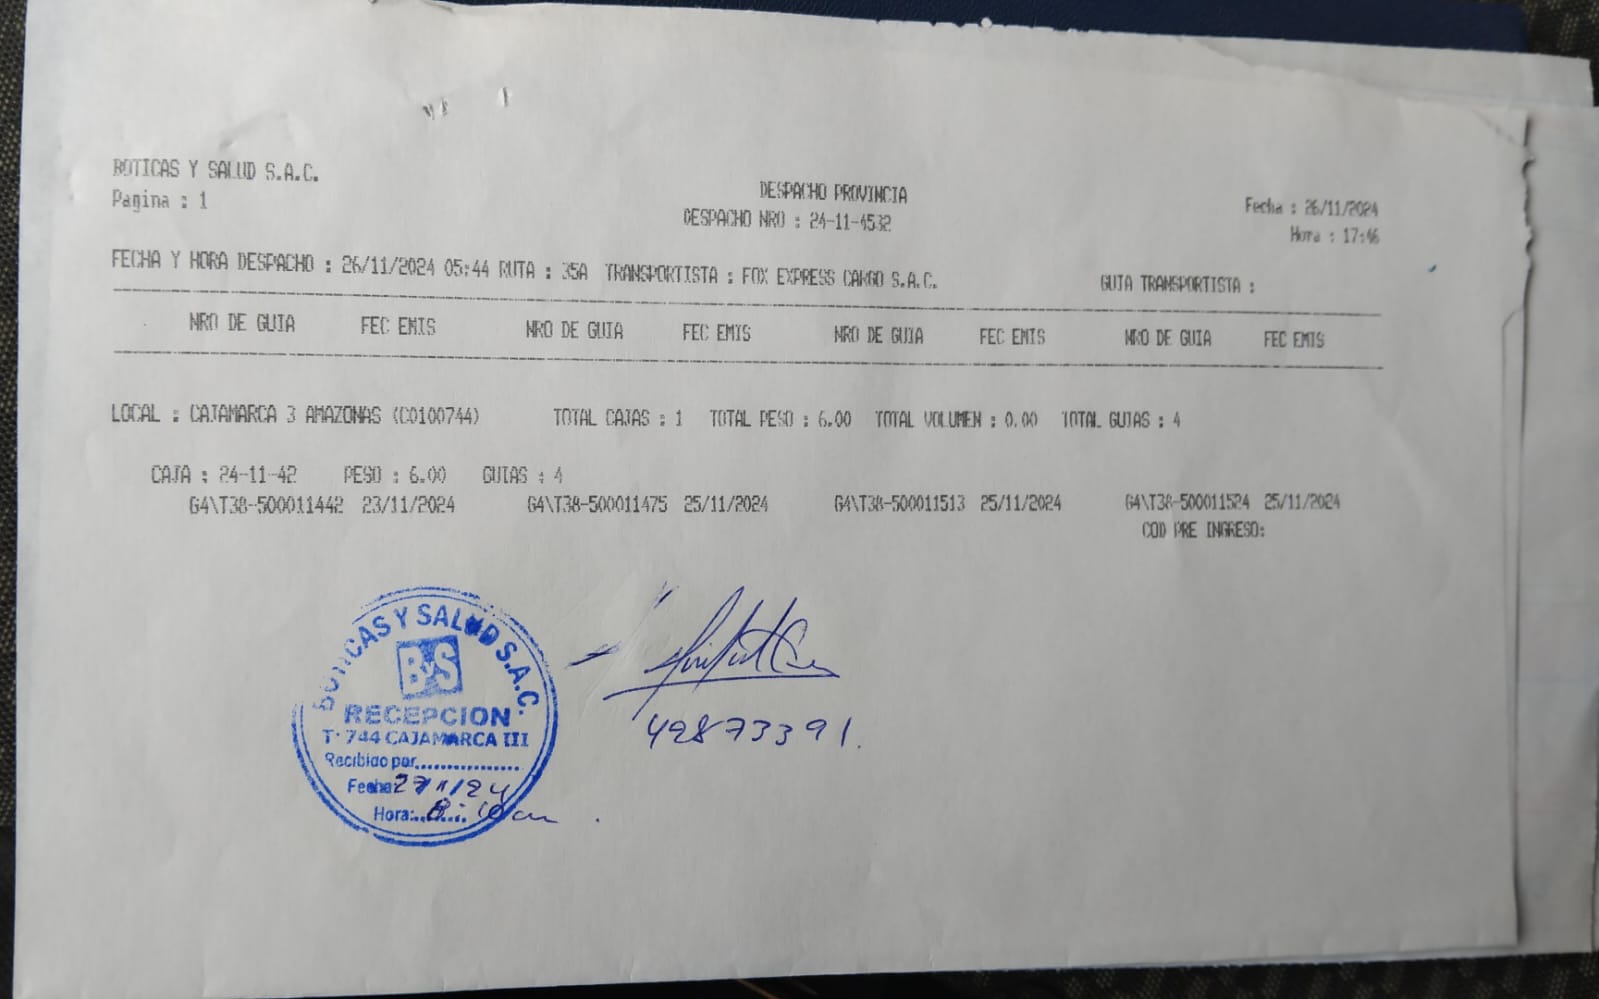 BOTICAS Y SALUD S.A.C.
Pagina : 1
DESPACHO PROVINCIA
DESPACHO NRO : 24-11-4532
Fecha : 26/11/2024
Hora : 17:46
FECHA Y HORA DESPACHO : 26/11/2024 05:44 RUTA : 35A TRANSPORTISTA : FOX EXPRESS CARGO S.A.C. GUIA TRANSPORTISTA :
NRO DE GUIA FEC EMIS NRO DE GUIA FEC EMIS NRO DE GUIA FEC EMIS NRO DE GUIA FEC EMIS
LOCAL : CAJAMARCA 3 AMAZONAS (C0100744) TOTAL CAJAS : 1 TOTAL PESO : 6.00 TOTAL VOLUMEN : 0.00 TOTAL GUIAS : 4
CAJA : 24-11-42 PESO : 6.00 GUIAS : 4
G4\T38-500011442 23/11/2024 G4\T38-500011475 25/11/2024 G4\T38-500011513 25/11/2024 G4\T38-500011524 25/11/2024
COD PRE INGRESO:
BOTICAS Y SALUD S.A.C.
BS
RECEPCION
T- 744 CAJAMARCA III
Recibido por
Fecha: 27/11/24
Hora: 8:
49873391.